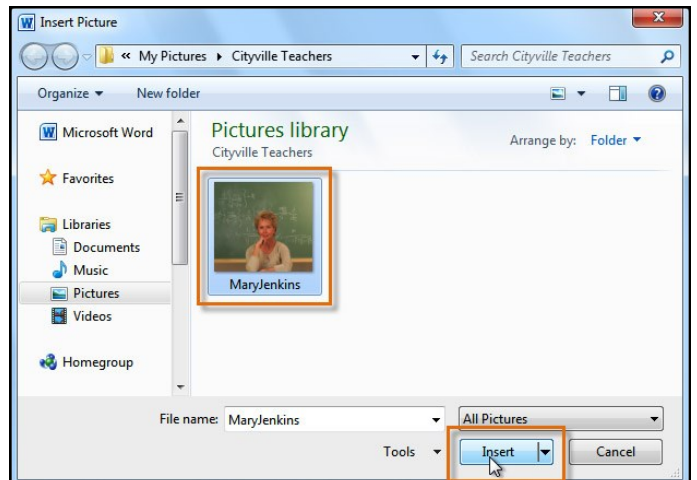 Insert Picture
« My Pictures Cityville Teachers
Search Cityville Teachers
Organize New folder
Microsoft Word
Favorites
Libraries
Documents
Music
Pictures
Videos
Homegroup
Pictures library
Cityville Teachers
Arrange by: Folder
MaryJenkins
File name: MaryJenkins
All Pictures
Tools Insert Cancel